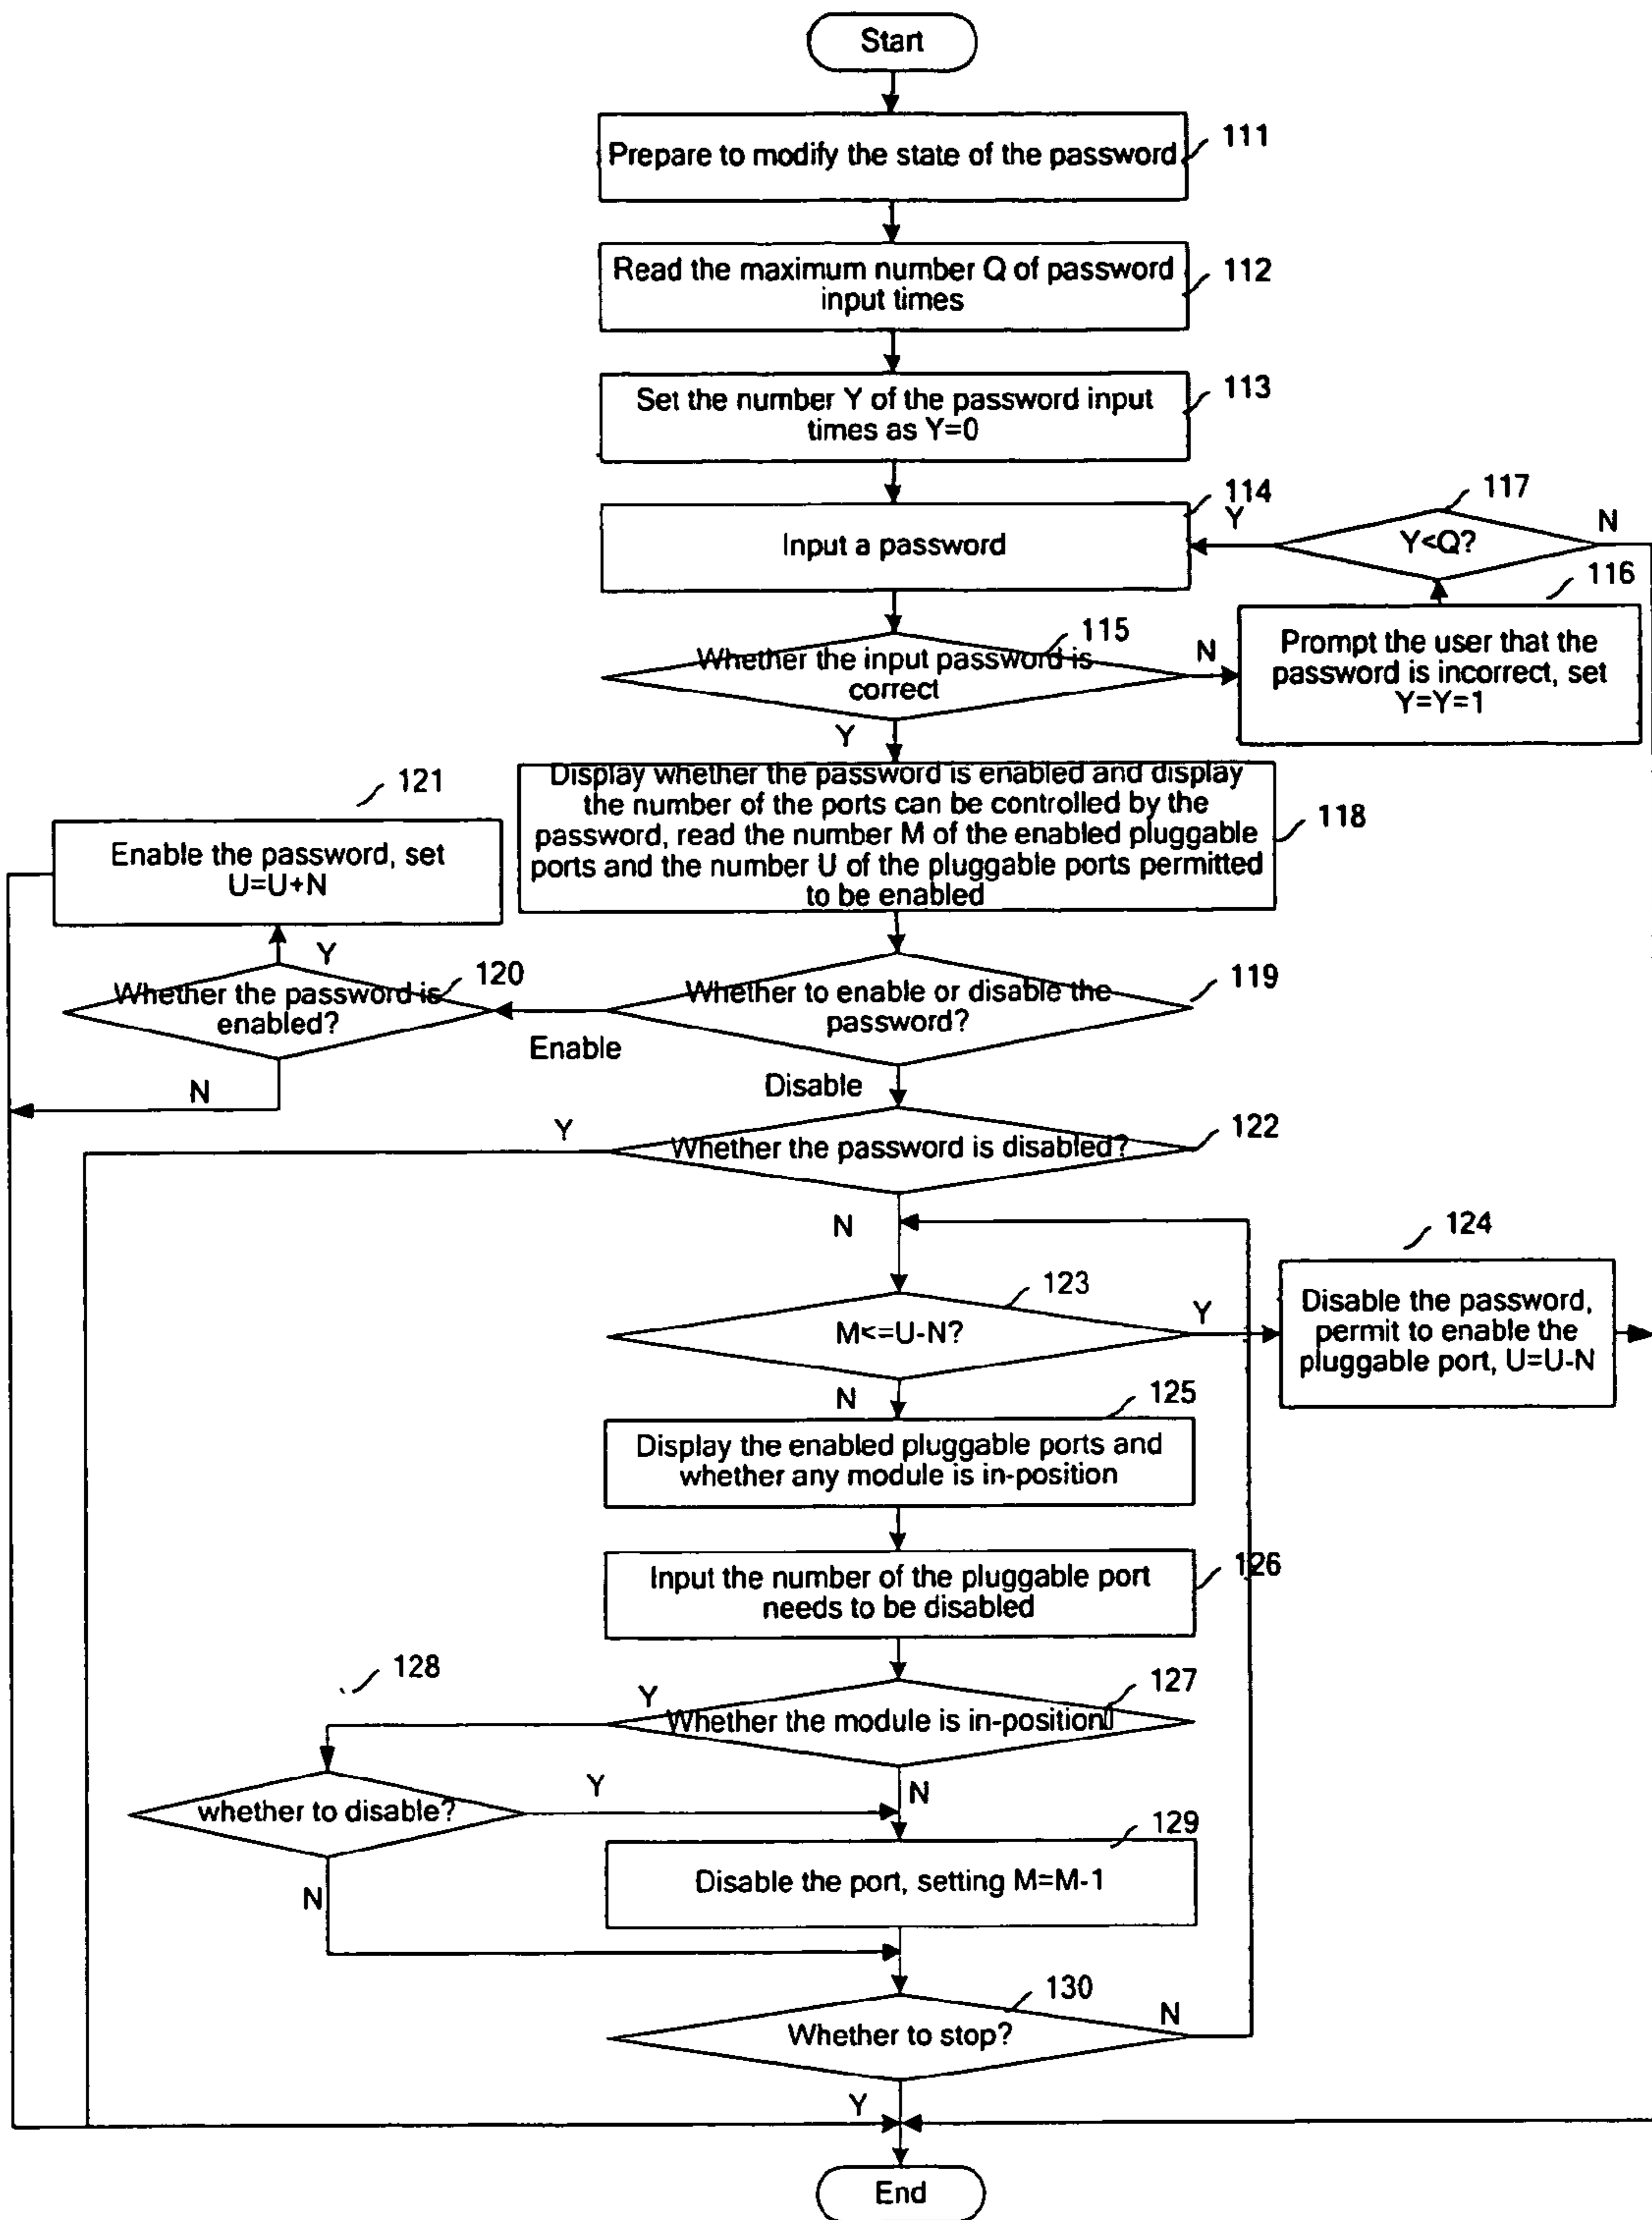 Start
Prepare to modify the state of the password
111
Read the maximum number Q of password
input times
112
Set the number Y of the password input
times as Y=0
113
Input a password
114
Y
Y<Q?
117
N
Whether the input password is
correct
115
N
Y
Prompt the user that the
password is incorrect, set
Y=Y=1
116
Display whether the password is enabled and display
the number of the ports can be controlled by the
password, read the number M of the enabled pluggable
ports and the number U of the pluggable ports permitted
to be enabled
118
Enable the password, set
U=U+N
121
Y
Whether the password is
enabled?
120
N
Whether to enable or disable the
password?
119
Enable
Disable
Whether the password is disabled?
122
Y
N
M<=U-N?
123
Y
N
Disable the password,
permit to enable the
pluggable port, U=U-N
124
Display the enabled pluggable ports and
whether any module is in-position
125
Input the number of the pluggable port
needs to be disabled
126
Whether the module is in-position
127
Y
N
whether to disable?
128
Y
N
Disable the port, setting M=M-1
129
Whether to stop?
130
N
Y
End